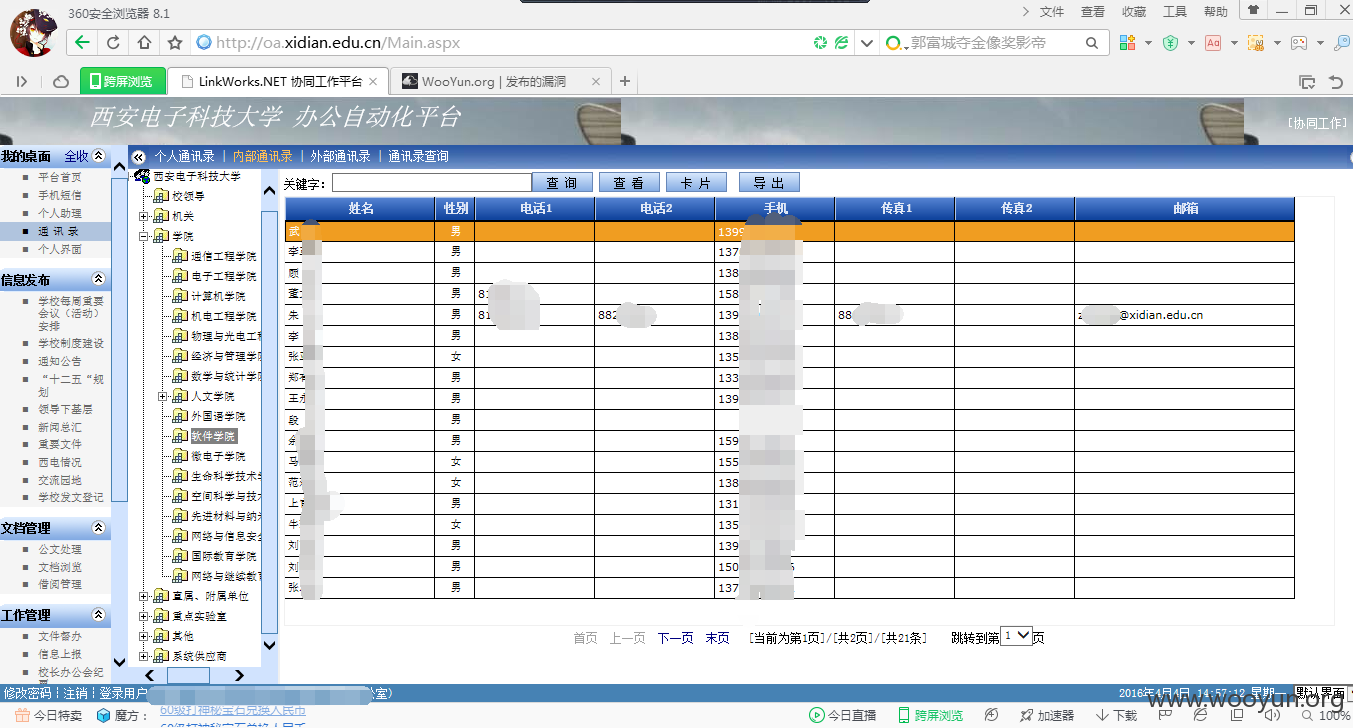 360安全浏览器 8.1
文件 查看 收藏 工具 帮助
http://oa.xidian.edu.cn/Main.aspx
郭富城夺金像奖影帝
跨屏浏览
LinkWorks.NET 协同工作平台
WooYun.org | 发布的漏洞
西安电子科技大学 办公自动化平台
[协同工作]
我的桌面 全收
平台首页
手机短信
个人助理
通 讯 录
个人界面
信息发布
学校每周重要
会议（活动）
安排
学校制度建设
通知公告
“十二五“规
划
领导下基层
新闻总汇
重要文件
西电情况
交流园地
学校发文登记
文档管理
公文处理
文档浏览
借阅管理
工作管理
文件督办
信息上报
校长办公会纪
个人通讯录 | 内部通讯录 | 外部通讯录 | 通讯录查询
西安电子科技大学
校领导
机关
学院
通信工程学院
电子工程学院
计算机学院
机电工程学院
物理与光电工程
经济与管理学院
数学与统计学院
人文学院
外国语学院
软件学院
微电子学院
生命科学技术学
空间科学与技术
先进材料与纳米
网络与信息安全
国际教育学院
网络与继续教育
直属、附属单位
重点实验室
其他
系统供应商
关键字:
查 询 查 看 卡 片 导 出
姓名 性别 电话1 电话2 手机 传真1 传真2 邮箱
武 男 1399
李 男 137
顾 男 138
董 男 81 158
朱 男 81 882 139 88 z @xidian.edu.cn
李 男 138
张 女 135
郑 男 133
王 男 139
段 男
余 男 159
马 女 155
范 女 138
上 男 131
牛 女 135
刘 男 139
刘 男 150
张 男 137
首页 上一页 下一页 末页 [当前为第1页]/[共2页]/[共21条] 跳转到第 1 页
修改密码 | 注销 | 登录用户 公室）
2016年4月4日 14:57:12 星期一 默认界面
www.wooyun.org
今日特卖 魔方：
60级打神秘宝石兑换人民币
今日直播 跨屏浏览 加速器 下载 100%